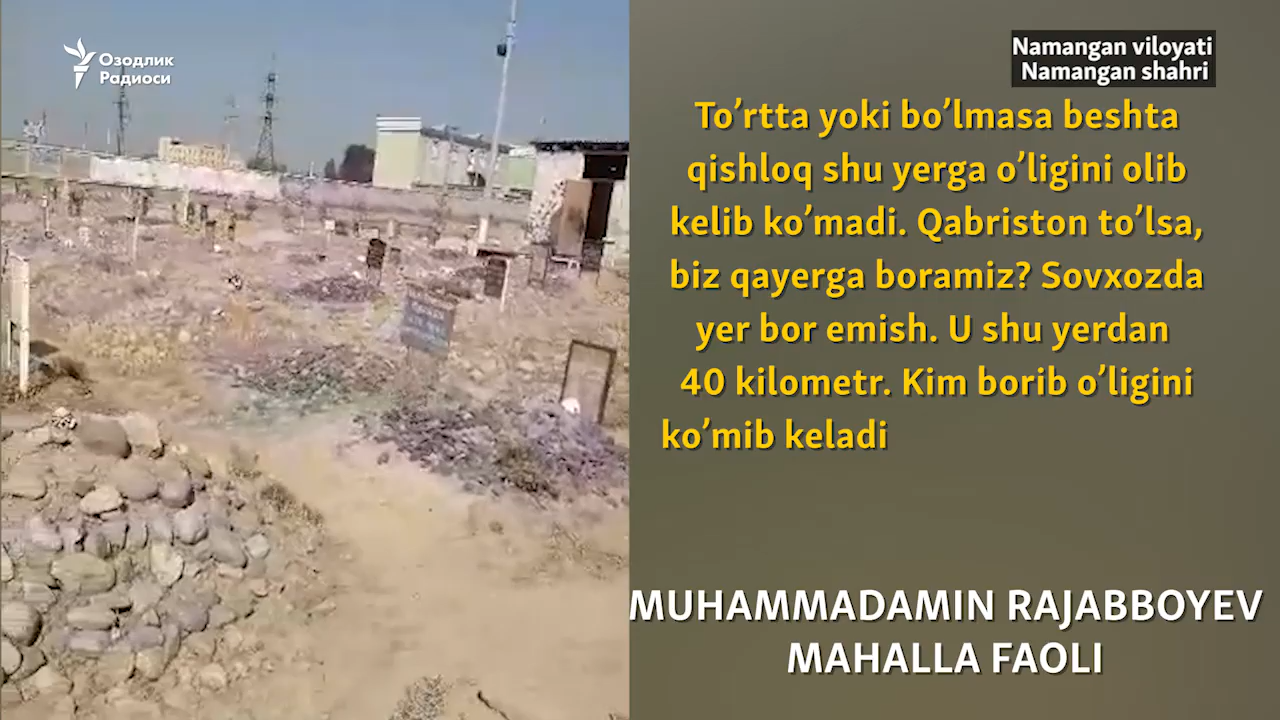 Озодлик
Радиоси
Namangan viloyati
Namangan shahri
To’rtta yoki bo’lmasa beshta
qishloq shu yerga o’ligini olib
kelib ko’madi. Qabriston to’lsa,
biz qayerga boramiz? Sovxozda
yer bor emish. U shu yerdan
40 kilometr. Kim borib o’ligini
ko’mib keladi
MUHAMMADAMIN RAJABBOYEV
MAHALLA FAOLI